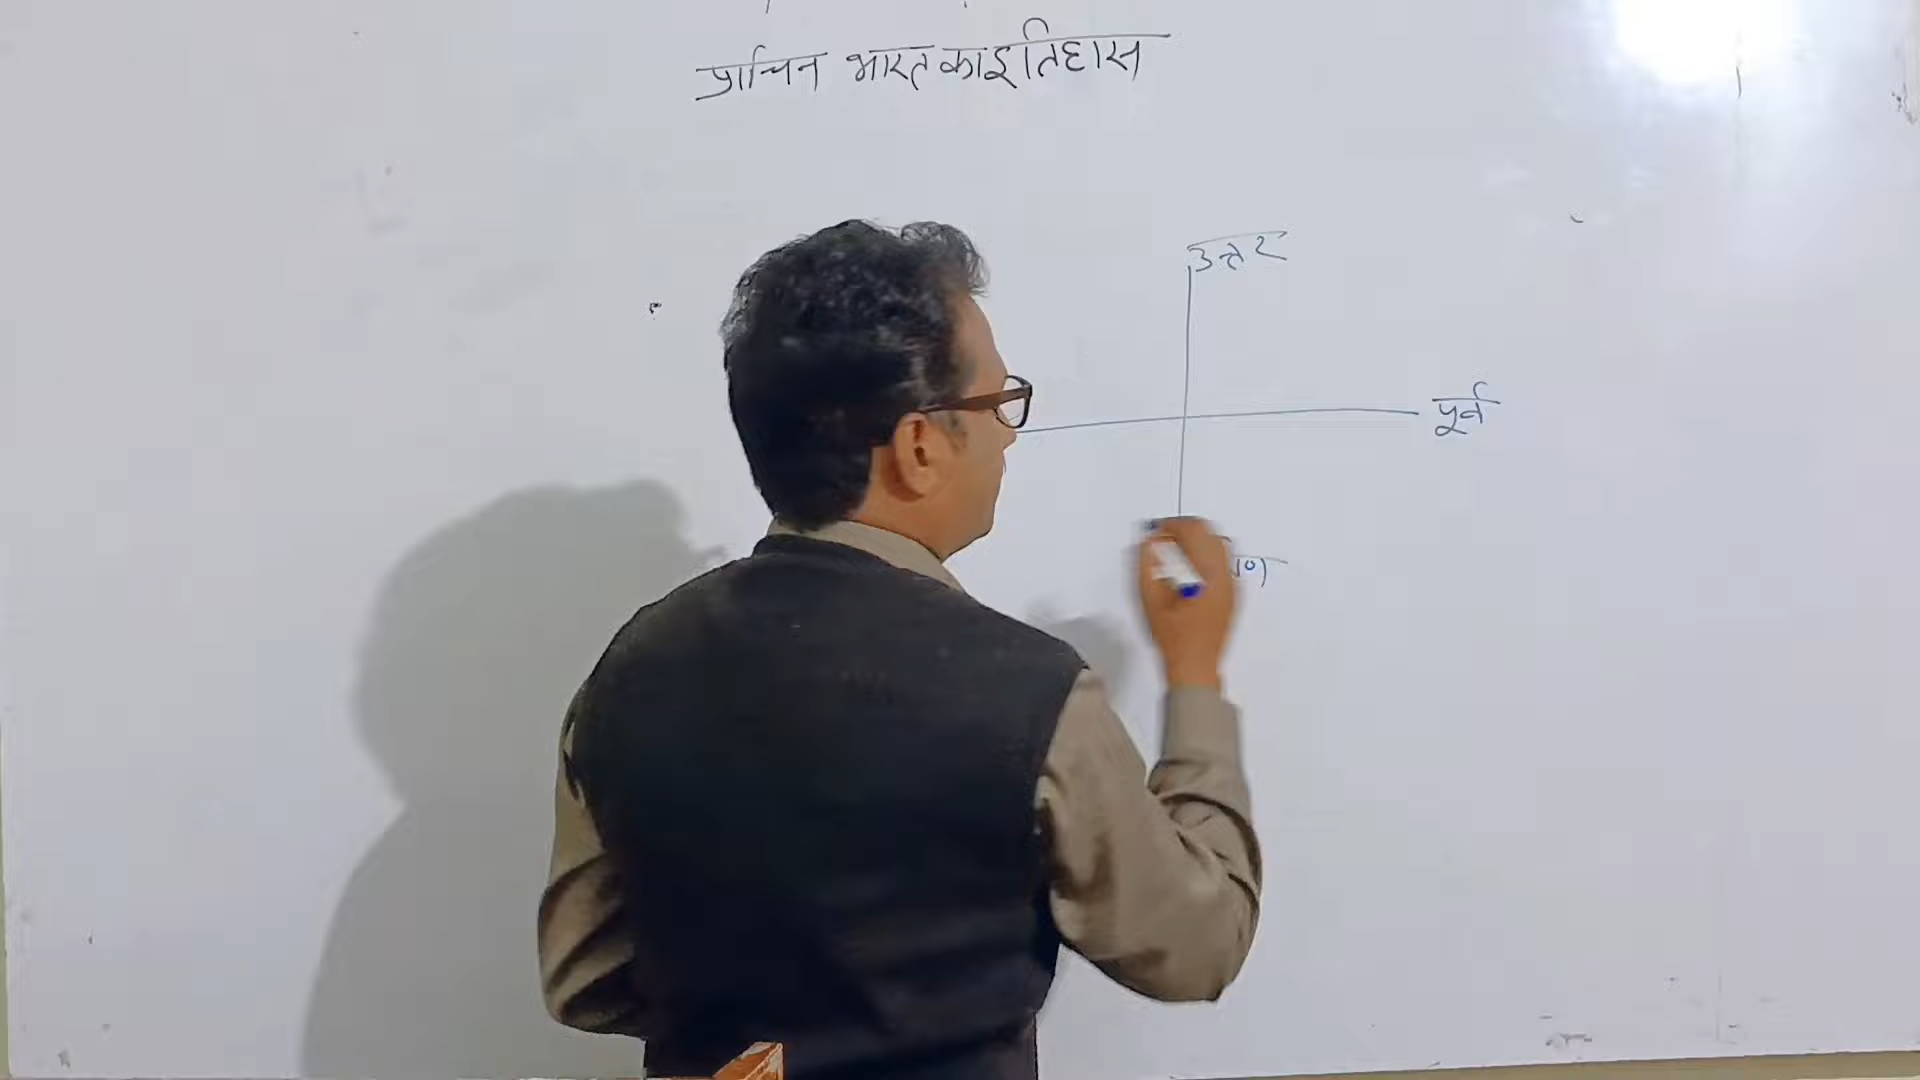 प्राचिन भारत का इतिहास
उत्तर
पूर्व